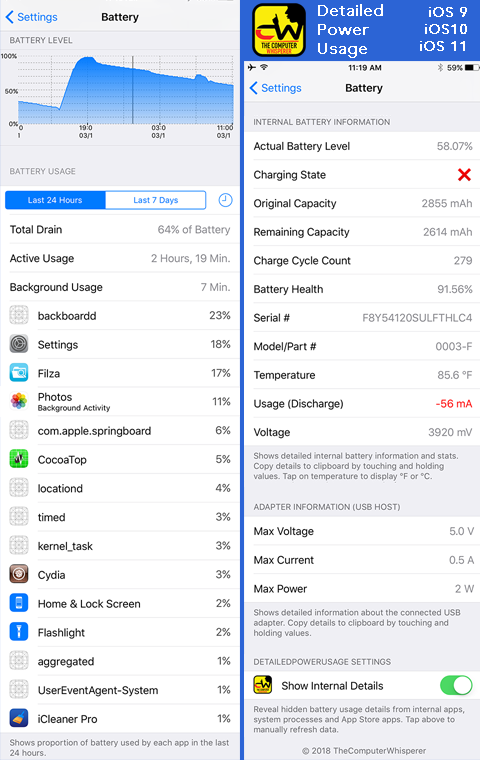 Settings
Battery
BATTERY LEVEL
100%
50%
0%
19:0
03:0
11:00
1
03/1
03/1
03/1
BATTERY USAGE
Last 24 Hours
Last 7 Days
Total Drain 64% of Battery
Active Usage 2 Hours, 19 Min.
Background Usage 7 Min.
backboardd 23%
Settings 18%
Filza 17%
Photos 11%
Background Activity
com.apple.springboard 6%
CocoaTop 5%
locationd 4%
timed 3%
kernel_task 3%
Cydia 3%
Home & Lock Screen 2%
Flashlight 2%
aggregated 1%
UserEventAgent-System 1%
iCleaner Pro 1%
Shows proportion of battery used by each app in the last
24 hours.
THE COMPUTER
WHISPERER
Detailed
Power
Usage
iOS 9
iOS10
iOS 11
11:19 AM
59%
Settings
Battery
INTERNAL BATTERY INFORMATION
Actual Battery Level 58.07%
Charging State
Original Capacity 2855 mAh
Remaining Capacity 2614 mAh
Charge Cycle Count 279
Battery Health 91.56%
Serial # F8Y54120SULFTHLC4
Model/Part # 0003-F
Temperature 85.6 °F
Usage (Discharge) -56 mA
Voltage 3920 mV
Shows detailed internal battery information and stats.
Copy details to clipboard by touching and holding
values. Tap on temperature to display °F or °C.
ADAPTER INFORMATION (USB HOST)
Max Voltage 5.0 V
Max Current 0.5 A
Max Power 2 W
Shows detailed information about the connected USB
adapter. Copy details to clipboard by touching and
holding values.
DETAILEDPOWERUSAGE SETTINGS
Show Internal Details
Reveal hidden battery usage details from internal apps,
system processes and App Store apps. Tap above to
manually refresh data.
© 2018 TheComputerWhisperer